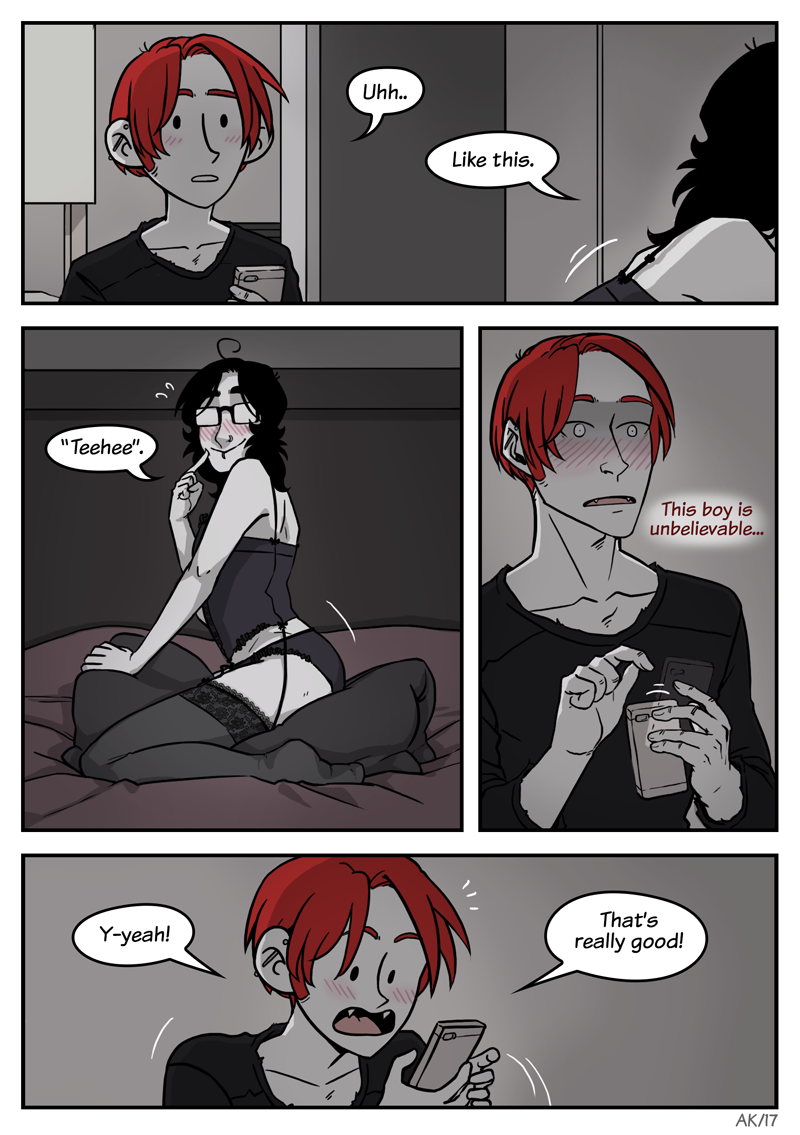 Uhh..
Like this.
"Teehee".
This boy is
unbelievable...
Y-yeah!
That's
really good!
AK/17